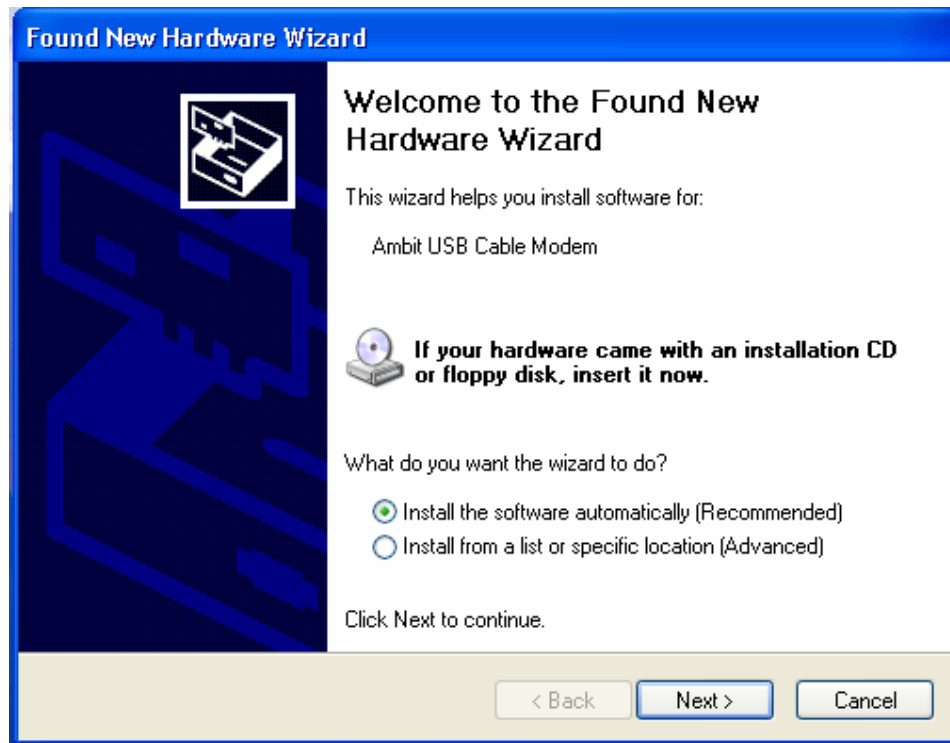 Found New Hardware Wizard
Welcome to the Found New
Hardware Wizard
This wizard helps you install software for:
Ambit USB Cable Modem
If your hardware came with an installation CD
or floppy disk, insert it now.
What do you want the wizard to do?
Install the software automatically (Recommended)
Install from a list or specific location (Advanced)
Click Next to continue.
< Back Next > Cancel